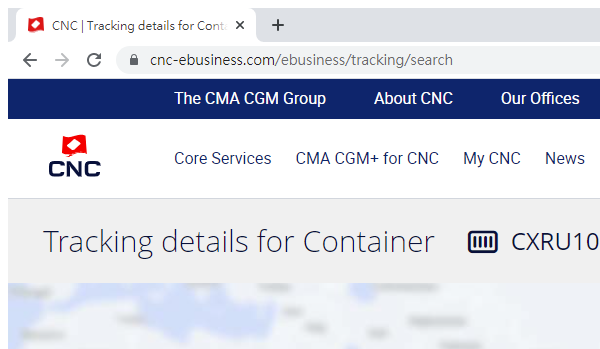 CNC | Tracking details for Conta
cnc-ebusiness.com/ebusiness/tracking/search
The CMA CGM Group About CNC Our Offices
CNC
Core Services CMA CGM+ for CNC My CNC News
Tracking details for Container CXRU10